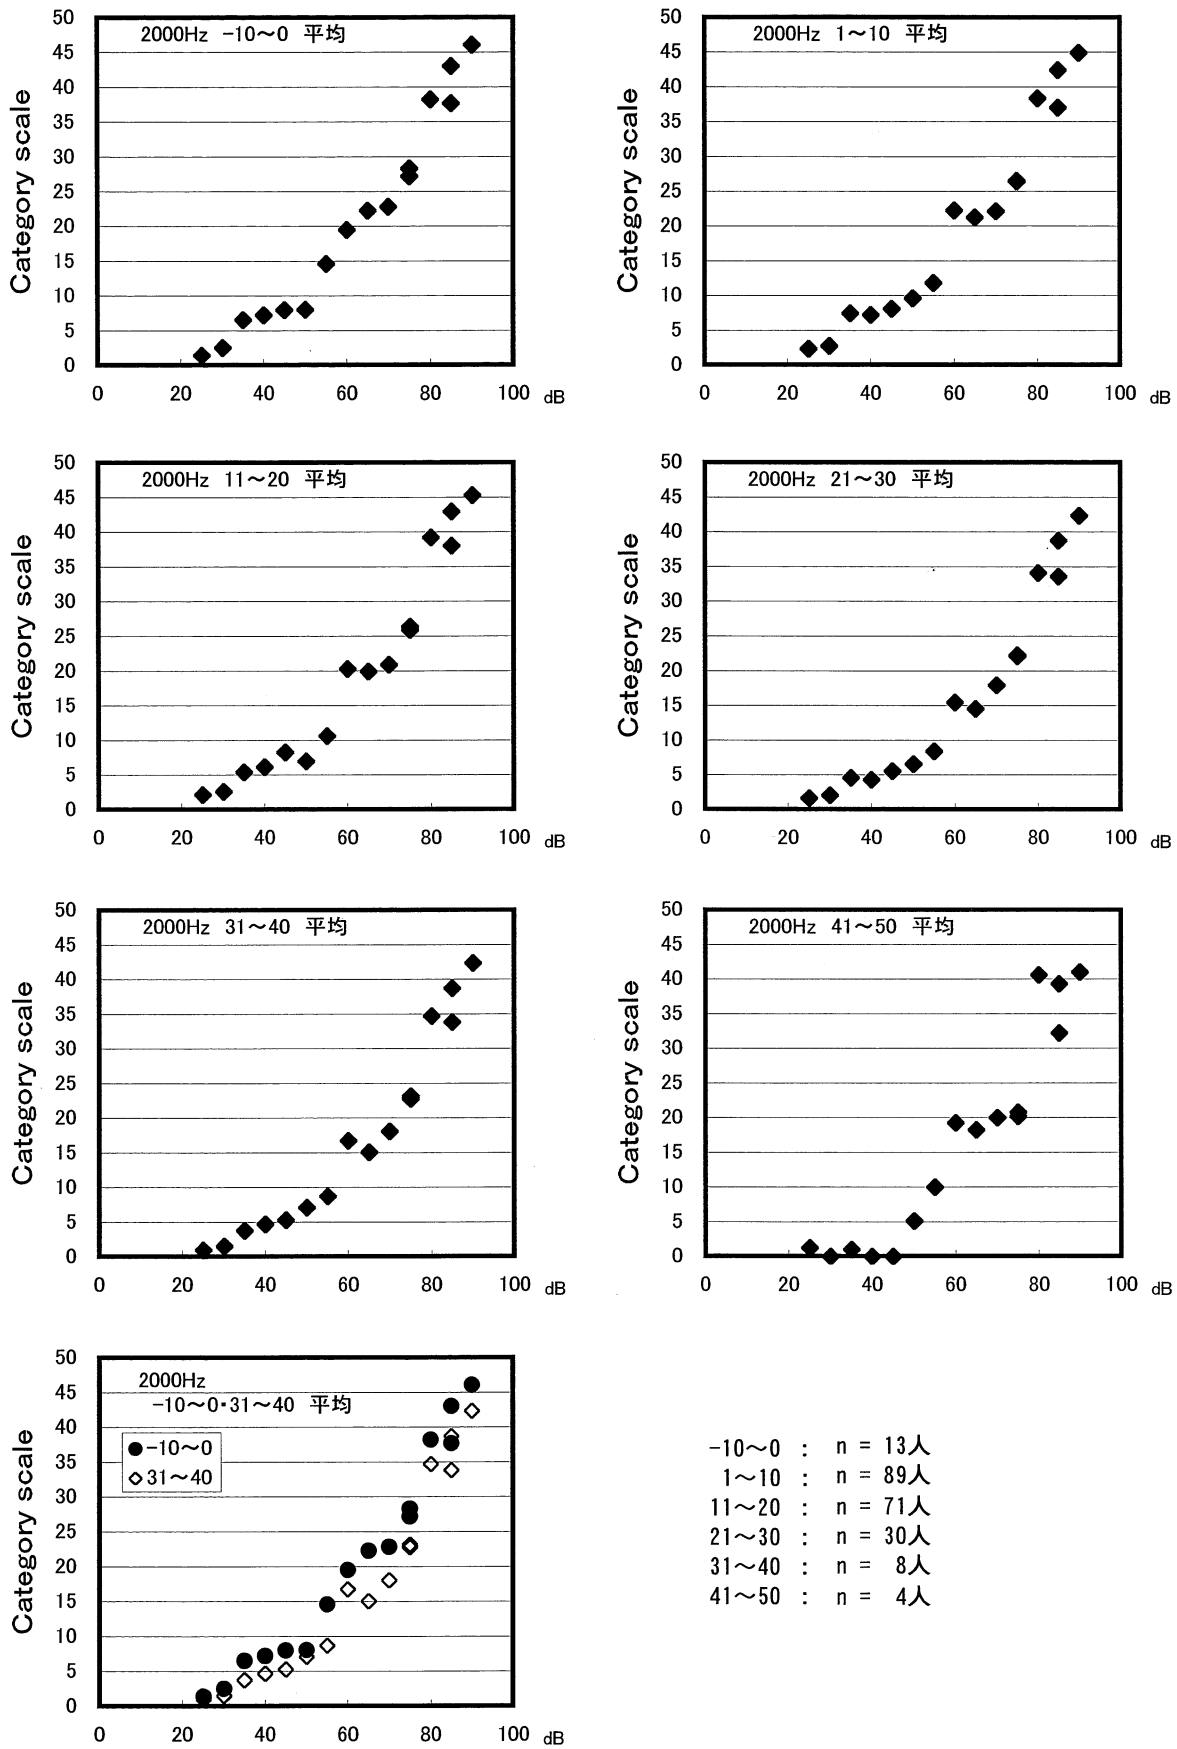 2000Hz -10～0 平均
Category scale
50
45
40
35
30
25
20
15
10
5
0
0 20 40 60 80 100 dB
2000Hz 1～10 平均
Category scale
50
45
40
35
30
25
20
15
10
5
0
0 20 40 60 80 100 dB
2000Hz 11～20 平均
Category scale
50
45
40
35
30
25
20
15
10
5
0
0 20 40 60 80 100 dB
2000Hz 21～30 平均
Category scale
50
45
40
35
30
25
20
15
10
5
0
0 20 40 60 80 100 dB
2000Hz 31～40 平均
Category scale
50
45
40
35
30
25
20
15
10
5
0
0 20 40 60 80 100 dB
2000Hz 41～50 平均
Category scale
50
45
40
35
30
25
20
15
10
5
0
0 20 40 60 80 100 dB
2000Hz
-10～0・31～40 平均
-10～0
31～40
Category scale
50
45
40
35
30
25
20
15
10
5
0
0 20 40 60 80 100 dB
-10～0 : n = 13人
1～10 : n = 89人
11～20 : n = 71人
21～30 : n = 30人
31～40 : n = 8人
41～50 : n = 4人